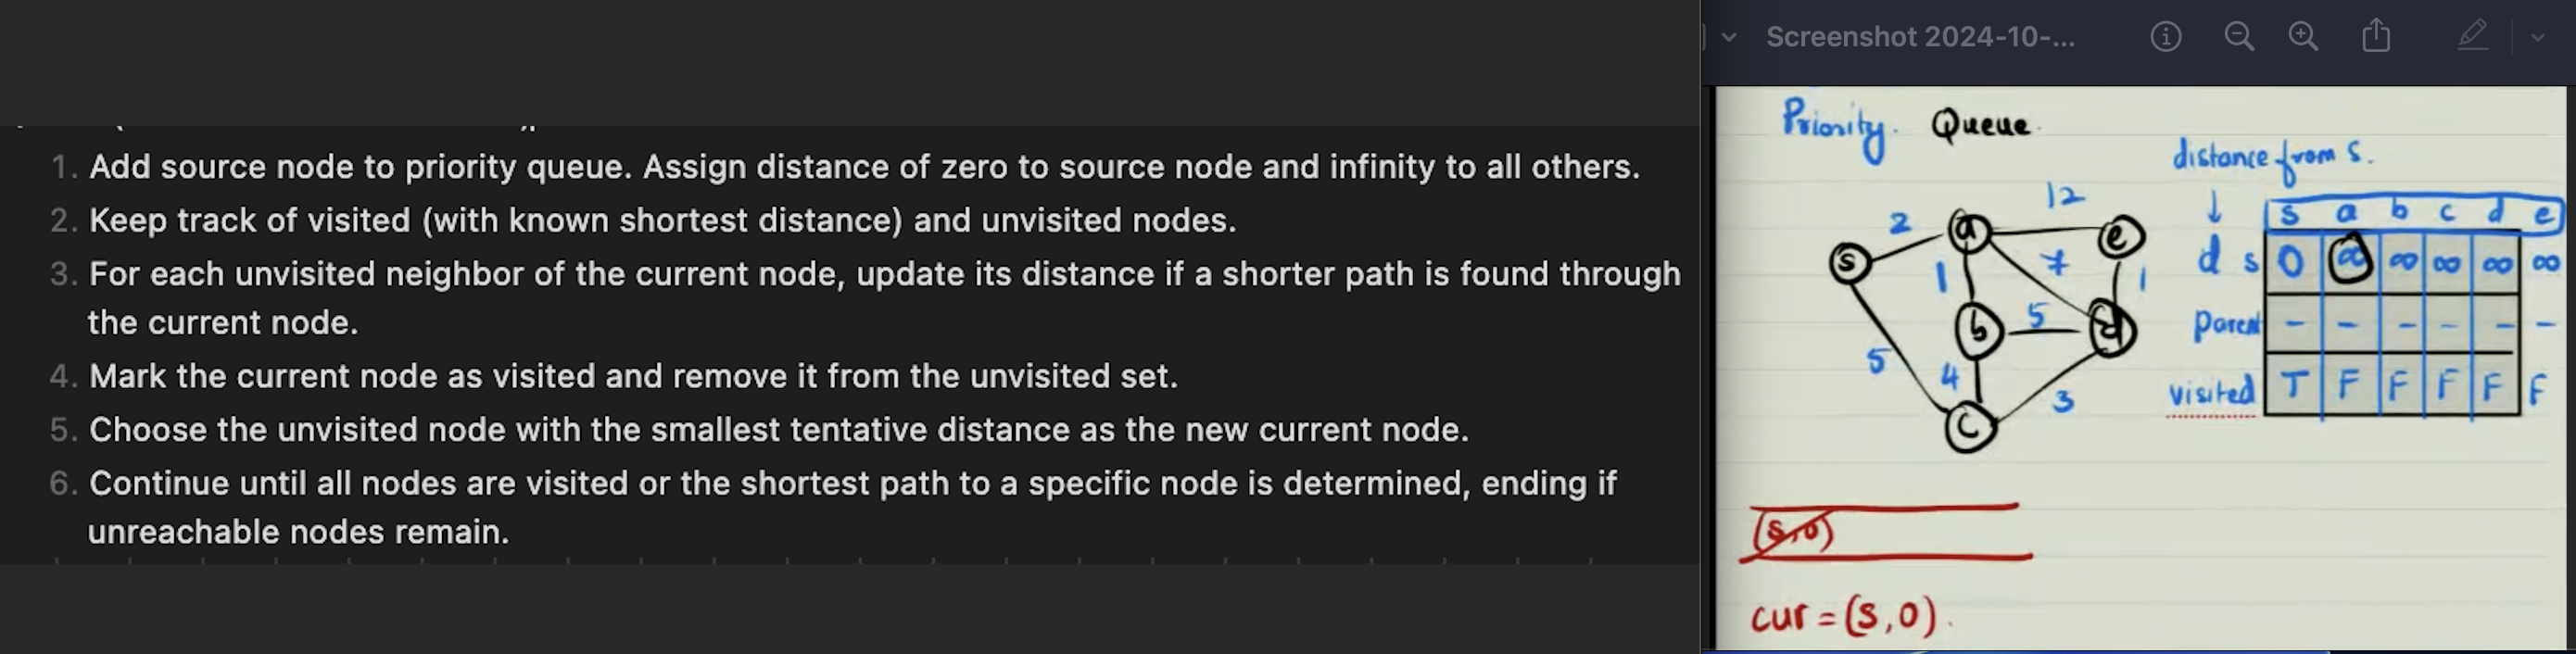 1. Add source node to priority queue. Assign distance of zero to source node and infinity to all others.
2. Keep track of visited (with known shortest distance) and unvisited nodes.
3. For each unvisited neighbor of the current node, update its distance if a shorter path is found through
the current node.
4. Mark the current node as visited and remove it from the unvisited set.
5. Choose the unvisited node with the smallest tentative distance as the new current node.
6. Continue until all nodes are visited or the shortest path to a specific node is determined, ending if
unreachable nodes remain.
Screenshot 2024-10-...
Priority Queue
distance from s.
↓ s a b c d e
d s 0 ∞ ∞ ∞ ∞ ∞
parent - - - - - -
visited T F F F F F
2 12
s a e
1 7 1
b 5 d
5 4 3
c
(s,0)
cur = (s,0).